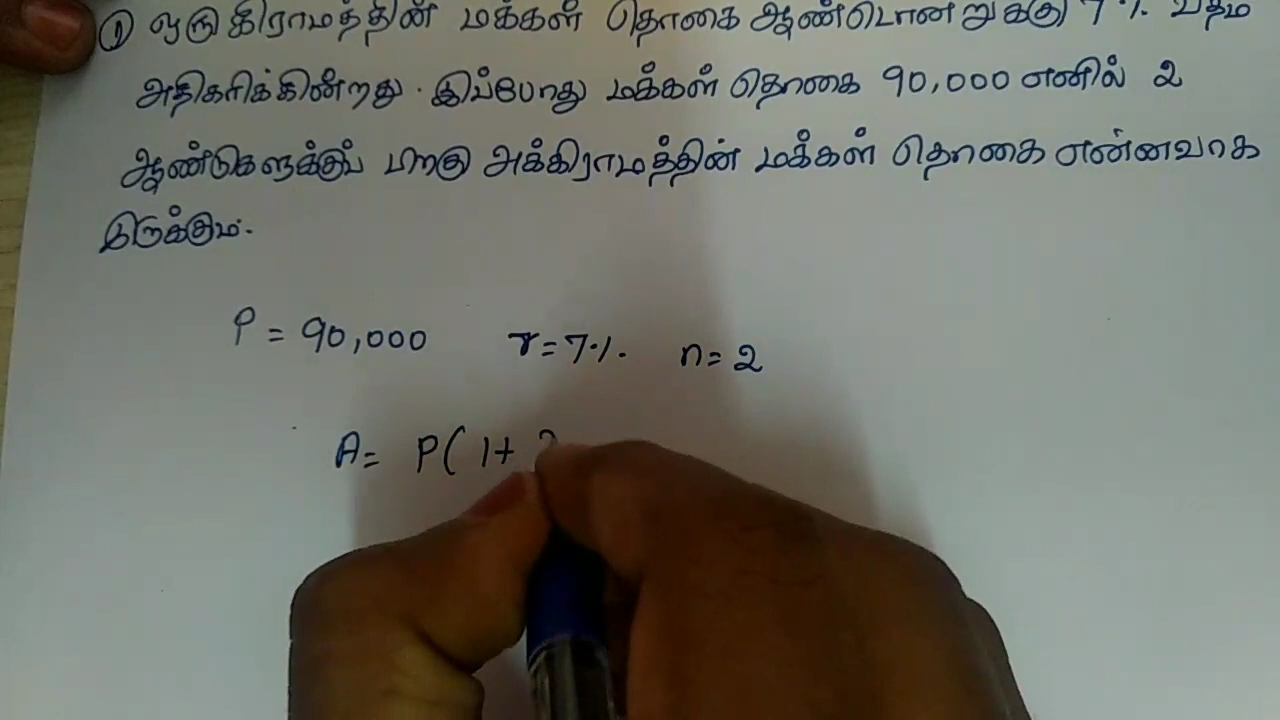 ① ஒரு கிராமத்தின் மக்கள் தொகை ஆண்டொன்றுக்கு 7% வீதம்
அதிகரிக்கின்றது. இப்போது மக்கள் தொகை 90,000 எனில் 2
ஆண்டுகளுக்குப் பிறகு அக்கிராமத்தின் மக்கள் தொகை என்னவாக
இருக்கும்.
P = 90,000 r = 7% n = 2
A = P( 1+